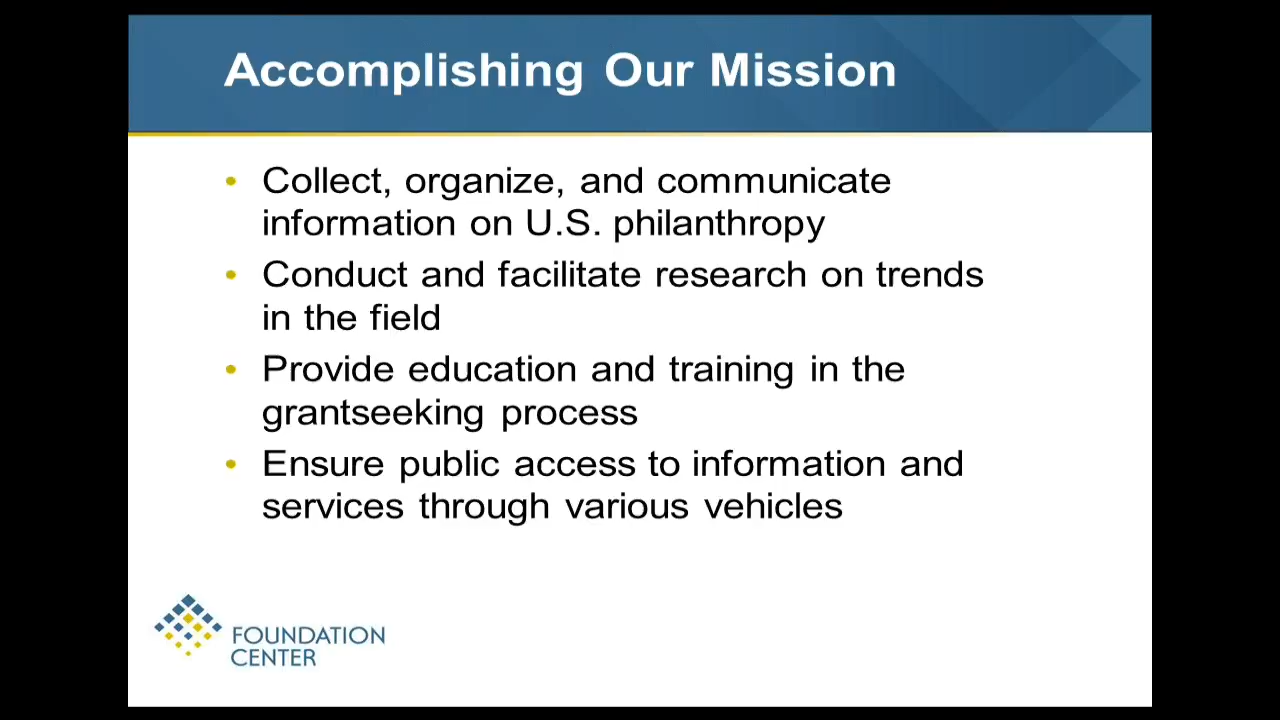 Accomplishing Our Mission
• Collect, organize, and communicate
information on U.S. philanthropy
• Conduct and facilitate research on trends
in the field
• Provide education and training in the
grantseeking process
• Ensure public access to information and
services through various vehicles
FOUNDATION
CENTER